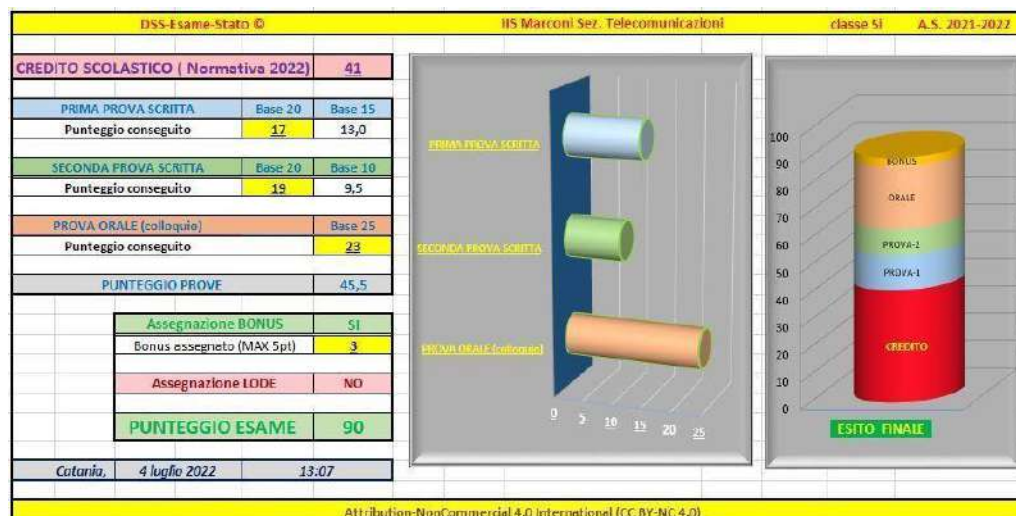 DSS-Esame-Stato © IIS Marconi Sez. Telecomunicazioni classe 5I A.S. 2021-2022
CREDITO SCOLASTICO ( Normativa 2022) 41
PRIMA PROVA SCRITTA Base 20 Base 15
Punteggio conseguito 17 13,0
SECONDA PROVA SCRITTA Base 20 Base 10
Punteggio conseguito 19 9,5
PROVA ORALE (colloquio) Base 25
Punteggio conseguito 23
PUNTEGGIO PROVE 45,5
Assegnazione BONUS SI
Bonus assegnato (MAX 5pt) 3
Assegnazione LODE NO
PUNTEGGIO ESAME 90
Catania, 4 luglio 2022 13:07
PRIMA PROVA SCRITTA
SECONDA PROVA SCRITTA
PROVA ORALE (colloquio)
0 5 10 15 20 25
100
90
80
70
60
50
40
30
20
10
0
BONUS
ORALE
PROVA-2
PROVA-1
CREDITO
ESITO FINALE
Attribution-NonCommercial 4.0 International (CC BY-NC 4.0)